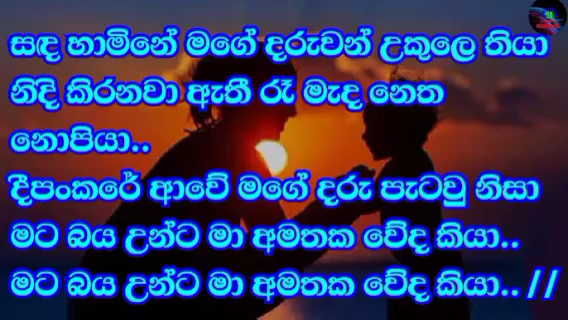 සඳ හාමිනේ මගේ දරුවන් උකුලෙ තියා
නිදි කිරනවා ඇතී රෑ මැද නෙත
නොපියා..
දීපංකරේ ආවේ මගේ දරු පැටවු නිසා
මට බය උන්ට මා අමතක වේද කියා..
මට බය උන්ට මා අමතක වේද කියා.. //